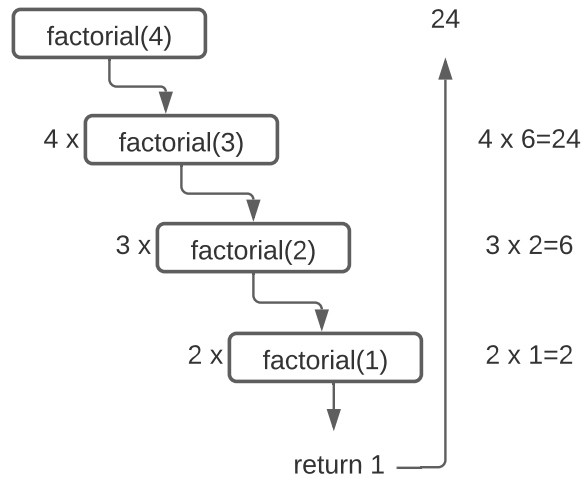 factorial(4)
24
4 x factorial(3)
4 x 6=24
3 x factorial(2)
3 x 2=6
2 x factorial(1)
2 x 1=2
return 1